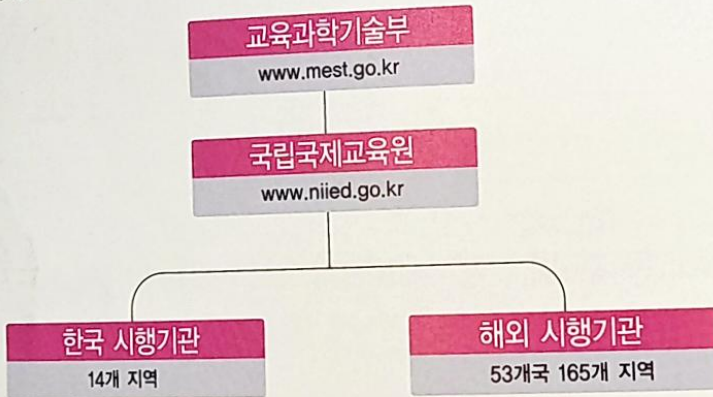 교육과학기술부
www.mest.go.kr
국립국제교육원
www.niied.go.kr
한국 시행기관
14개 지역
해외 시행기관
53개국 165개 지역